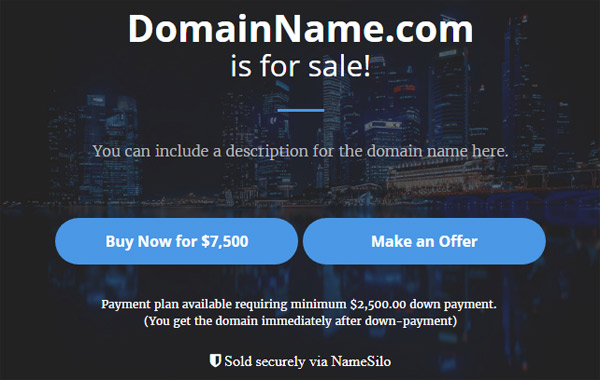 DomainName.com
is for sale!
You can include a description for the domain name here.
Buy Now for $7,500
Make an Offer
Payment plan available requiring minimum $2,500.00 down payment.
(You get the domain immediately after down-payment)
Sold securely via NameSilo